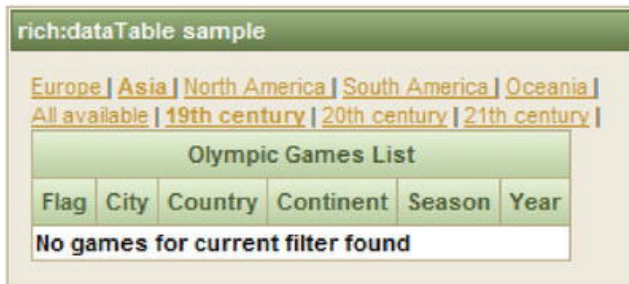 rich:dataTable sample
Europe | Asia | North America | South America | Oceania |
All available | 19th century | 20th century | 21th century |
Olympic Games List
Flag City Country Continent Season Year
No games for current filter found